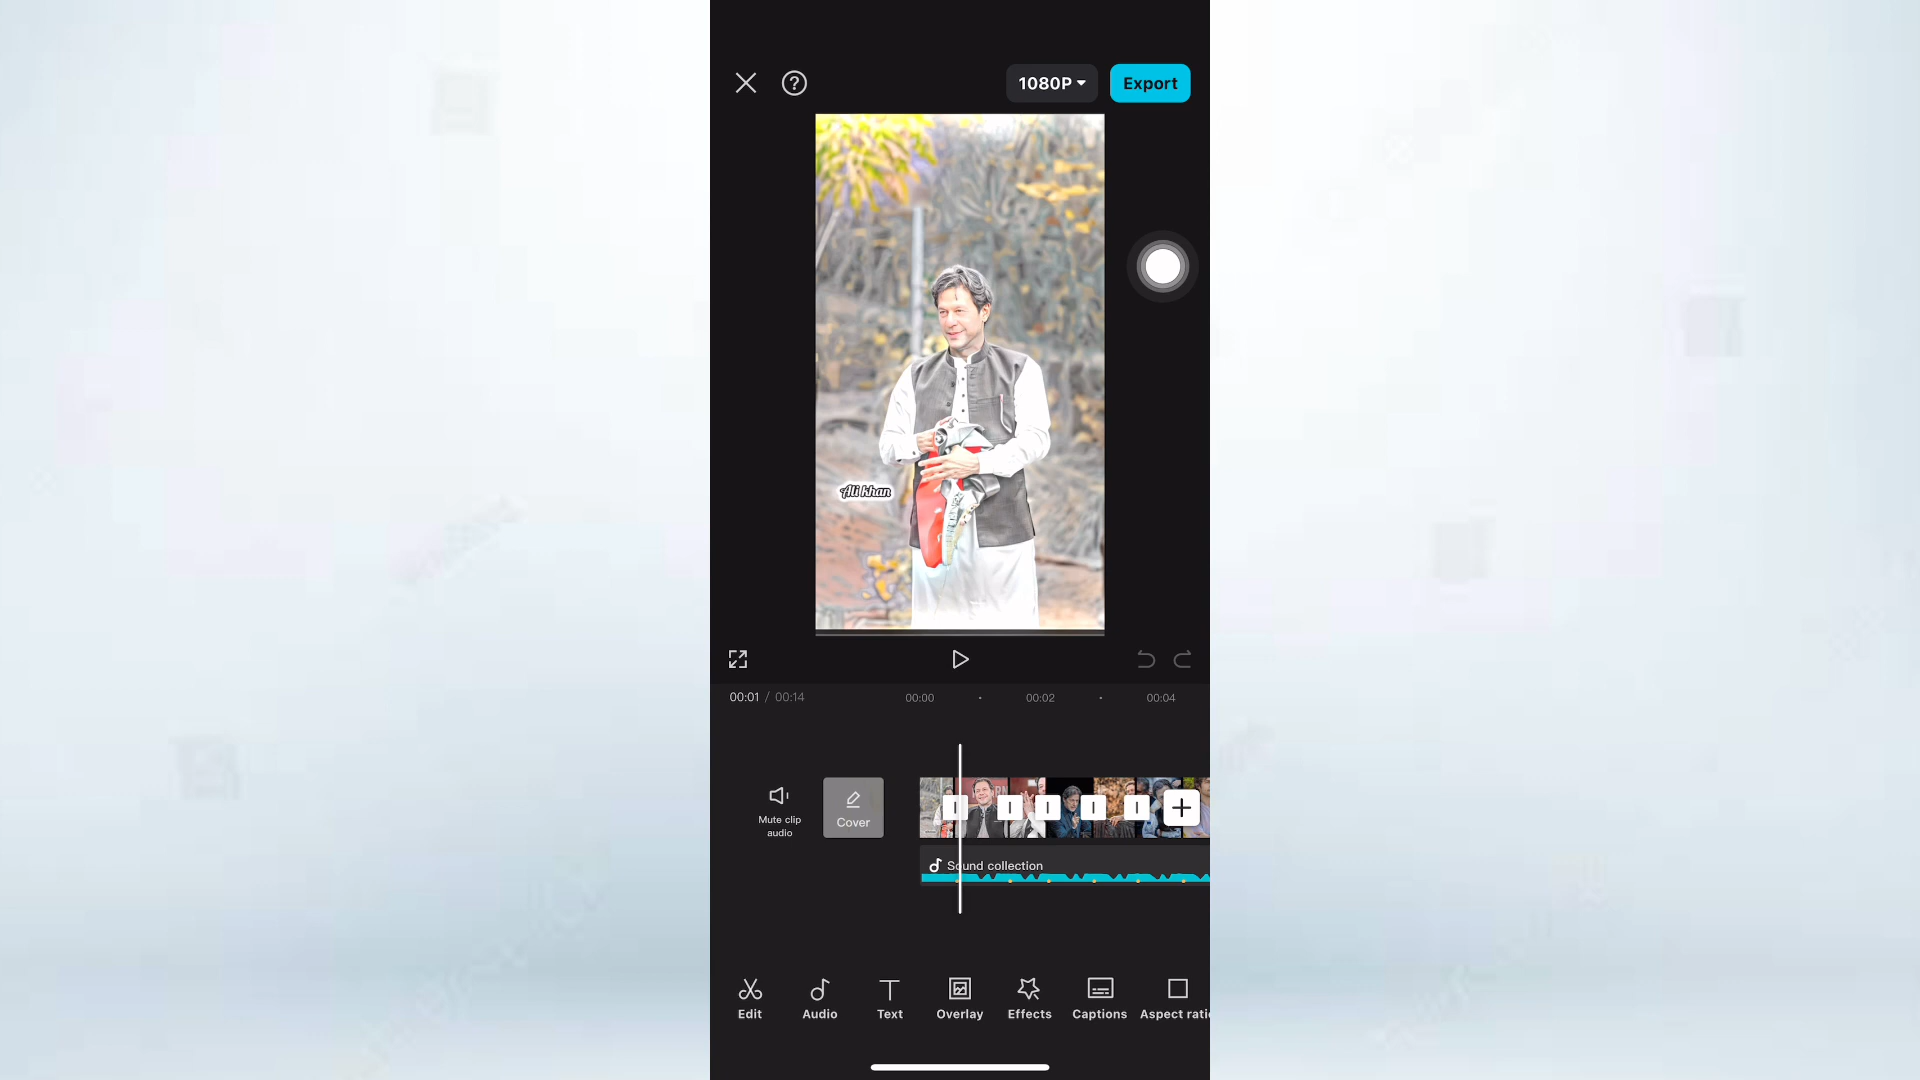 1080P
Export
Ali khan
00:01 / 00:14
00:00
00:02
00:04
Mute clip
audio
Cover
Sound collection
Edit
Audio
Text
Overlay
Effects
Captions
Aspect rati